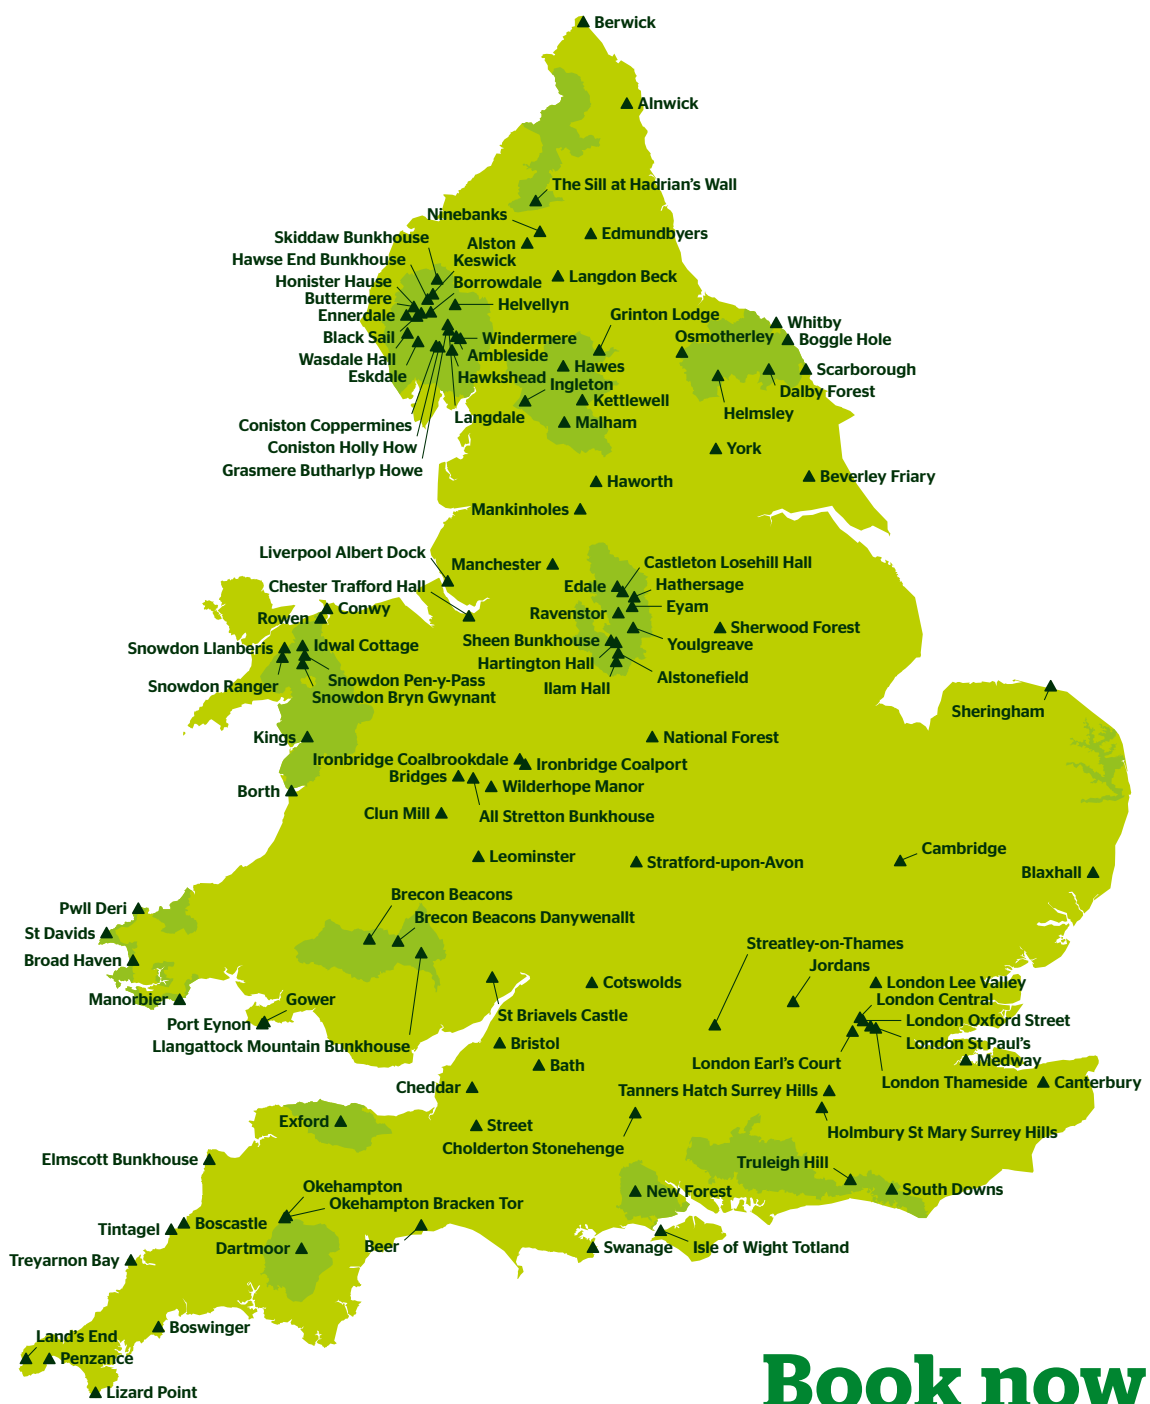 Berwick
Alnwick
The Sill at Hadrian's Wall
Ninebanks
Edmundbyers
Skiddaw Bunkhouse
Alston
Hawse End Bunkhouse
Keswick
Langdon Beck
Honister Hause
Borrowdale
Buttermere
Helvellyn
Ennerdale
Grinton Lodge
Whitby
Black Sail
Windermere
Osmotherley
Boggle Hole
Wasdale Hall
Ambleside
Hawes
Scarborough
Eskdale
Hawkshead
Ingleton
Dalby Forest
Kettlewell
Langdale
Helmsley
Coniston Coppermines
Malham
Coniston Holly How
York
Grasmere Butharlyp Howe
Beverley Friary
Haworth
Mankinholes
Liverpool Albert Dock
Manchester
Castleton Losehill Hall
Chester Trafford Hall
Edale
Hathersage
Conwy
Eyam
Rowen
Ravenstor
Sherwood Forest
Snowdon Llanberis
Idwal Cottage
Sheen Bunkhouse
Youlgreave
Hartington Hall
Snowdon Ranger
Snowdon Pen-y-Pass
Alstonefield
Snowdon Bryn Gwynant
Ilam Hall
Sheringham
Kings
National Forest
Ironbridge Coalbrookdale
Ironbridge Coalport
Bridges
Wilderhope Manor
Borth
Clun Mill
All Stretton Bunkhouse
Leominster
Stratford-upon-Avon
Cambridge
Blaxhall
Brecon Beacons
Pwll Deri
Brecon Beacons Danywenallt
St Davids
Streatley-on-Thames
Broad Haven
Jordans
Cotswolds
London Lee Valley
Manorbier
Gower
London Central
St Briavels Castle
Port Eynon
London Oxford Street
Llangattock Mountain Bunkhouse
Bristol
London St Paul's
London Earl's Court
Medway
Bath
London Thameside
Canterbury
Cheddar
Tanners Hatch Surrey Hills
Exford
Street
Holmbury St Mary Surrey Hills
Cholderton Stonehenge
Elmscott Bunkhouse
Truleigh Hill
Okehampton
New Forest
South Downs
Okehampton Bracken Tor
Boscastle
Tintagel
Dartmoor
Beer
Swanage
Isle of Wight Totland
Treyarnon Bay
Boswinger
Land's End
Penzance
Lizard Point
Book now